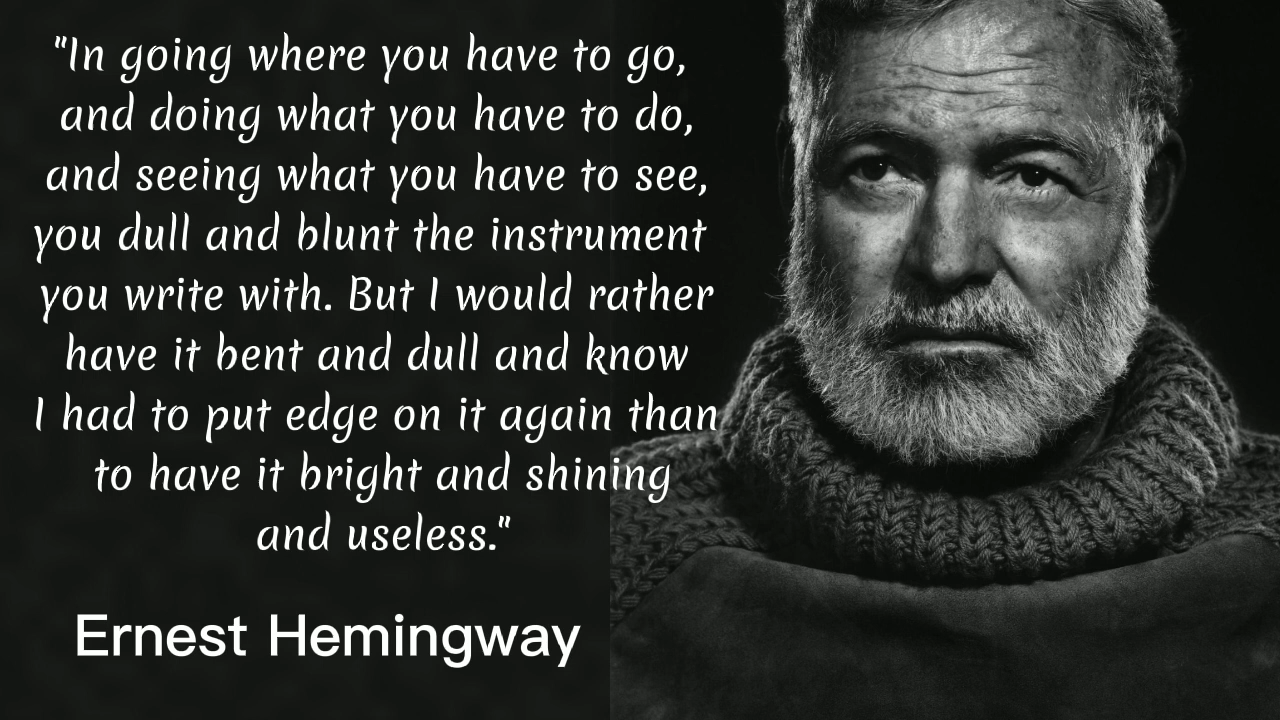 "In going where you have to go,
and doing what you have to do,
and seeing what you have to see,
you dull and blunt the instrument
you write with. But I would rather
have it bent and dull and know
I had to put edge on it again than
to have it bright and shining
and useless."
Ernest Hemingway